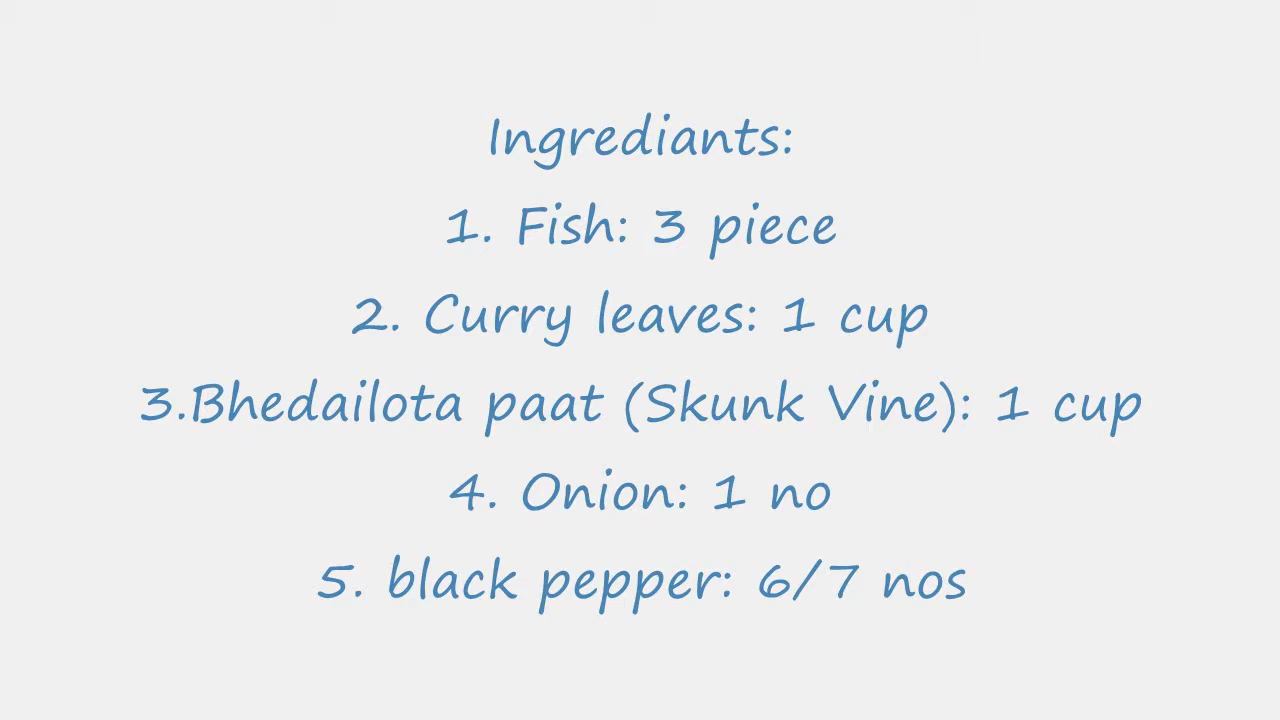 Ingrediants:
1. Fish: 3 piece
2. Curry leaves: 1 cup
3.Bhedailota paat (Skunk Vine): 1 cup
4. Onion: 1 no
5. black pepper: 6/7 nos